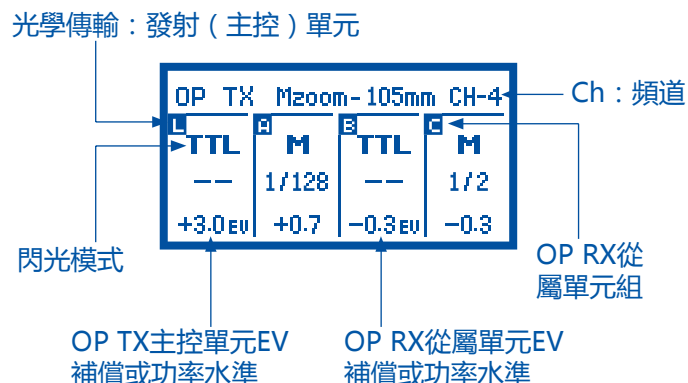 光學傳輸：發射（主控）單元
OP TX Mzoom-105mm CH-4
Ch：頻道
L A B C
TTL M TTL M
-- 1/128 -- 1/2
+3.0EV +0.7 -0.3EV -0.3
閃光模式
OP RX從
屬單元組
OP TX主控單元EV
補償或功率水準
OP RX從屬單元EV
補償或功率水準